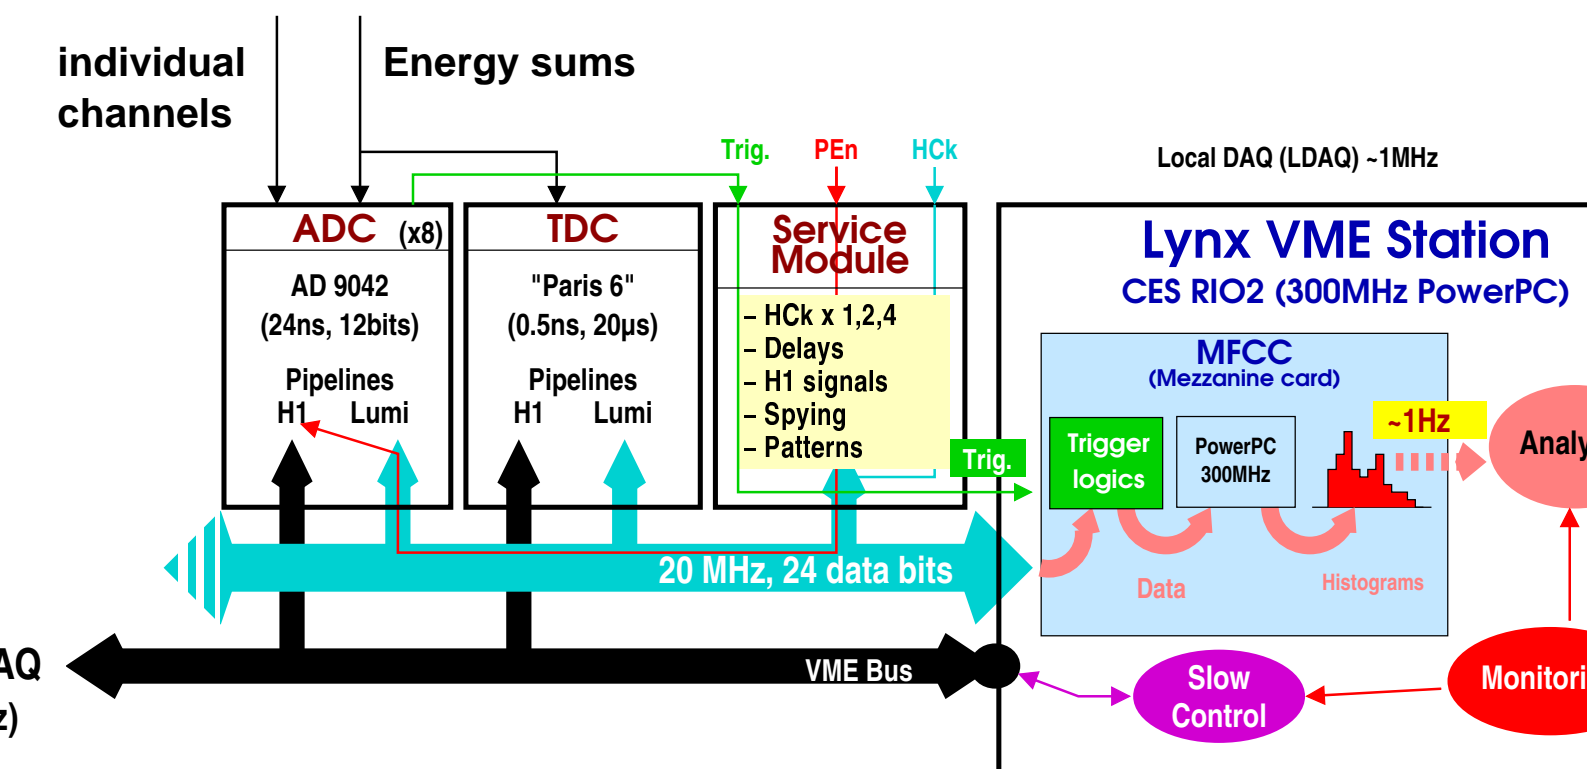 individual
channels
Energy sums
Trig.
PEn
HCk
Local DAQ (LDAQ) ~1MHz
ADC (x8)
AD 9042
(24ns, 12bits)
Pipelines
H1 Lumi
TDC
"Paris 6"
(0.5ns, 20µs)
Pipelines
H1 Lumi
Service
Module
– HCk x 1,2,4
– Delays
– H1 signals
– Spying
– Patterns
Trig.
Lynx VME Station
CES RIO2 (300MHz PowerPC)
MFCC
(Mezzanine card)
Trigger
logics
PowerPC
300MHz
~1Hz
Analy
Data
Histograms
20 MHz, 24 data bits
AQ
z)
VME Bus
Slow
Control
Monitori